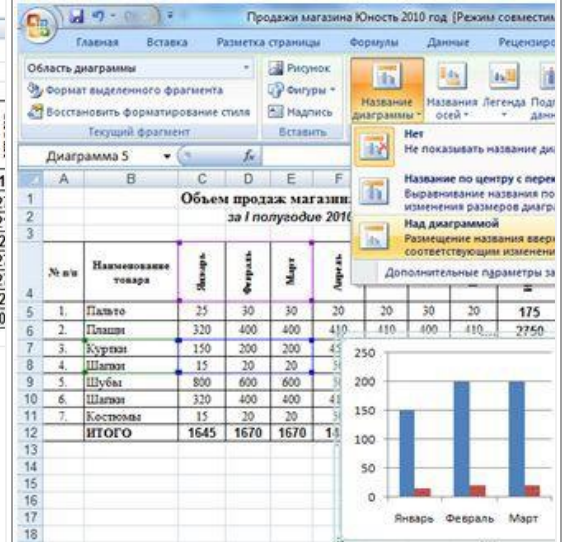 Продажи магазина Юность 2010 год [Режим совместим
Главная Вставка Разметка страницы Формулы Данные Рецензиро
Область диаграммы
Формат выделенного фрагмента
Восстановить форматирование стиля
Текущий фрагмент
Рисунок
Фигуры
Надпись
Вставить
Название диаграммы
Названия осей
Легенда
Нет
Не показывать название ди
Название по центру с перек
Выравнивание названия по
изменения размеров диагр
Над диаграммой
Размещение названия ввер
соответствующим изменени
Дополнительные параметры за
Диаграмма 5 fx
A B C D E F
1 Объем продаж магазин
2 за I полугодие 2010
3
4 № п/п Наименование товара Январь Февраль Март Апрель
5 1. Пальто 25 30 30 20 20 30 20 175
6 2. Плащи 320 400 400 410 410 400 410 2750
7 3. Куртки 150 200 200 45
8 4. Шапки 15 20 20
9 5. Шубы 800 600 600
10 6. Шапки 320 400 400 41
11 7. Костюмы 15 20 20
12 ИТОГО 1645 1670 1670 14
13
14
15
16
17
18
250
200
150
100
50
0
Январь Февраль Март